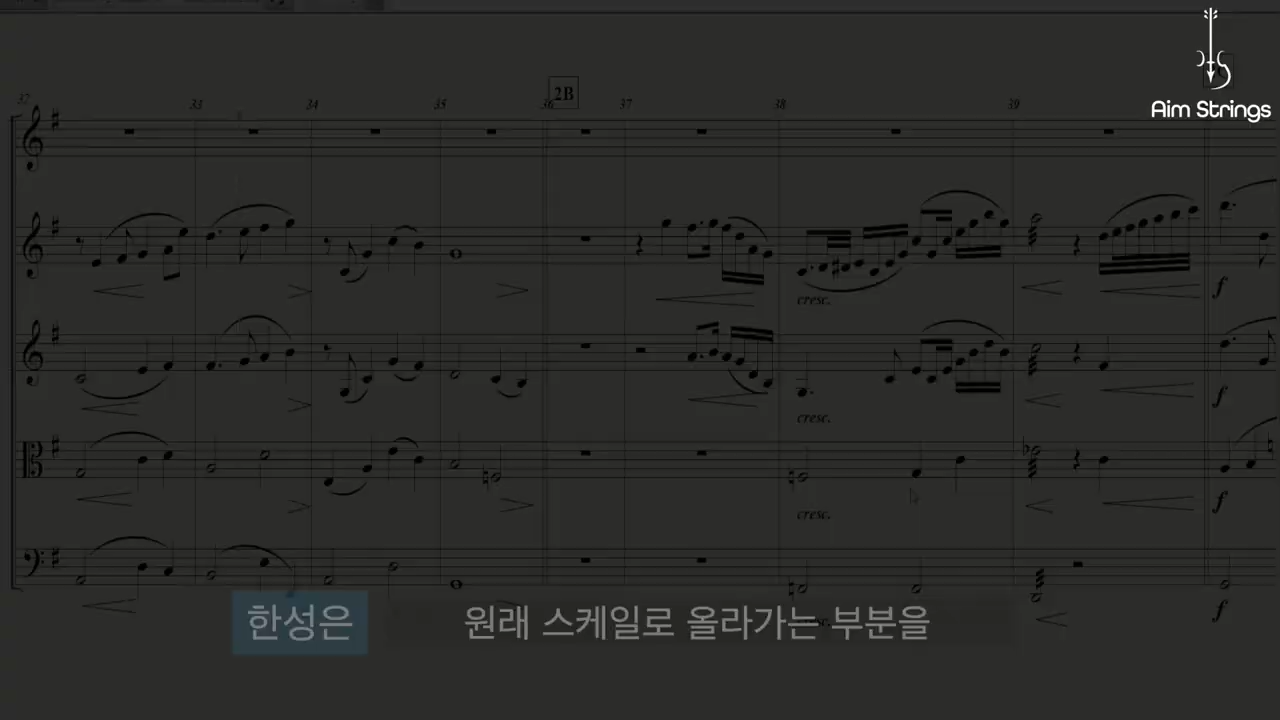 Aim Strings
32 33 34 35 36 2B 37 38 39
cresc. f
cresc. f
cresc. f
f
한성은 원래 스케일로 올라가는 부분을